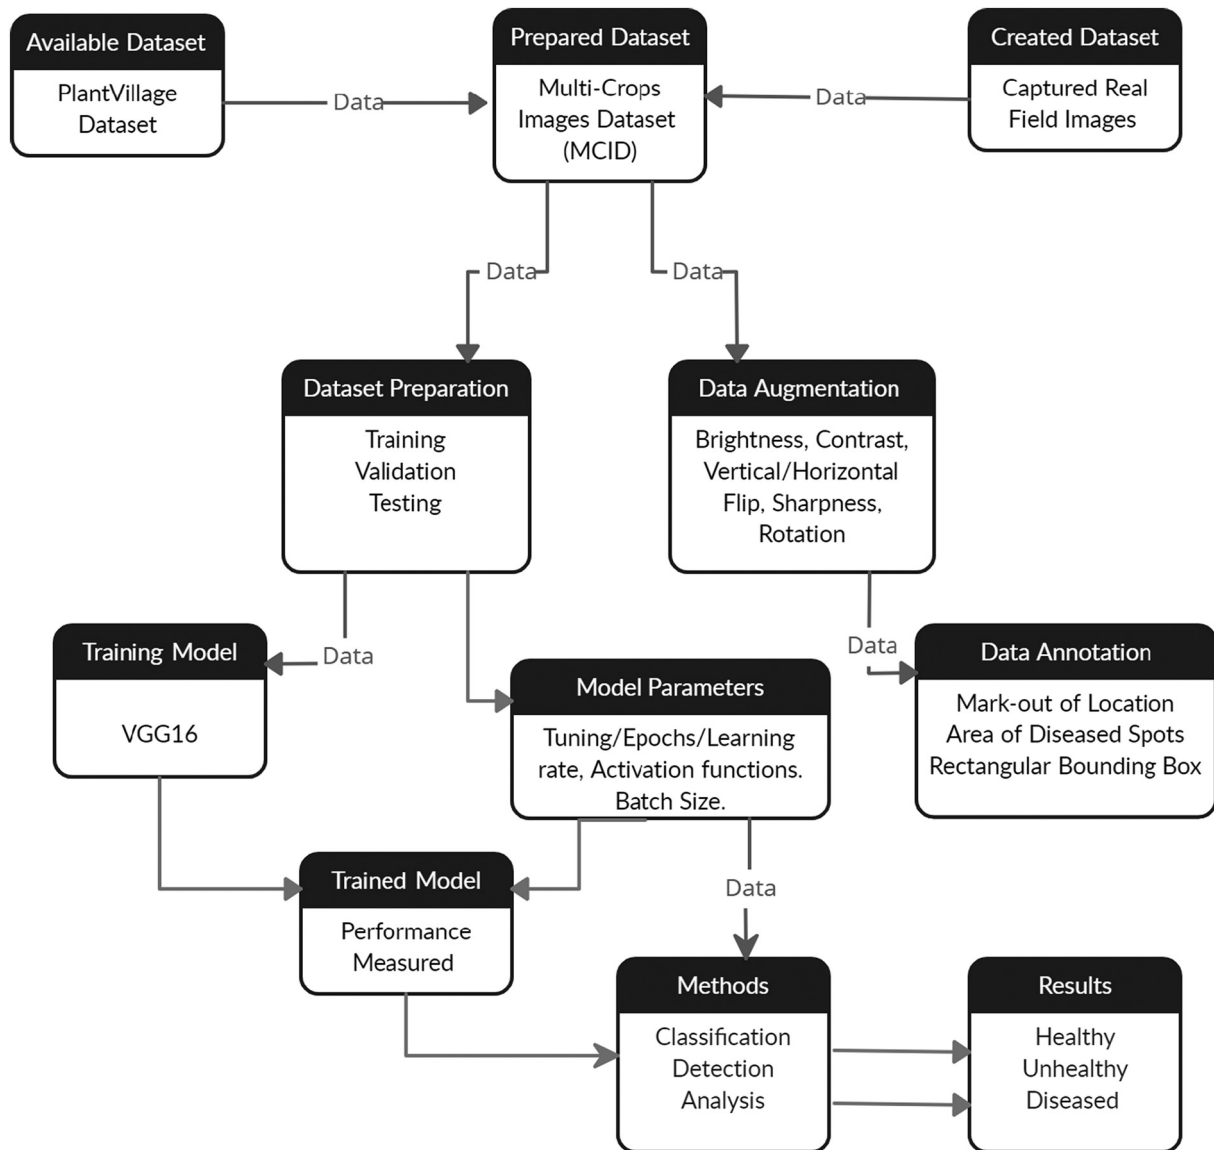 Available Dataset
PlantVillage
Dataset
Data
Prepared Dataset
Multi-Crops
Images Dataset
(MCID)
Data
Created Dataset
Captured Real
Field Images
Data
Data
Dataset Preparation
Training
Validation
Testing
Data Augmentation
Brightness, Contrast,
Vertical/Horizontal
Flip, Sharpness,
Rotation
Training Model
VGG16
Data
Model Parameters
Tuning/Epochs/Learning
rate, Activation functions.
Batch Size.
Data
Data Annotation
Mark-out of Location
Area of Diseased Spots
Rectangular Bounding Box
Trained Model
Performance
Measured
Data
Methods
Classification
Detection
Analysis
Results
Healthy
Unhealthy
Diseased